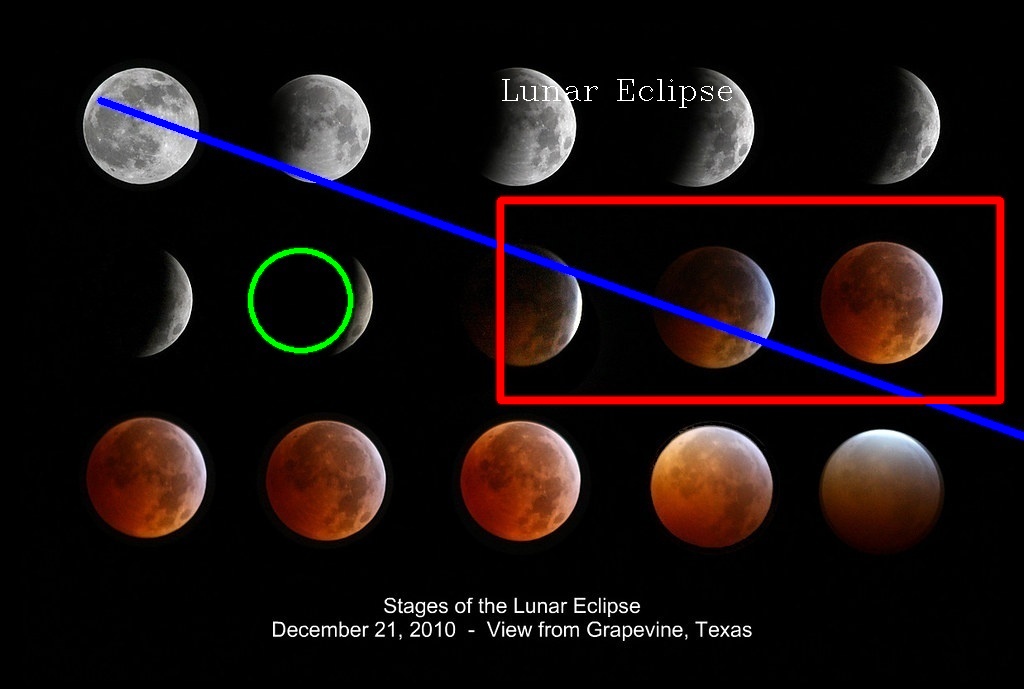 Lunar Eclipse
Stages of the Lunar Eclipse
December 21, 2010 - View from Grapevine, Texas